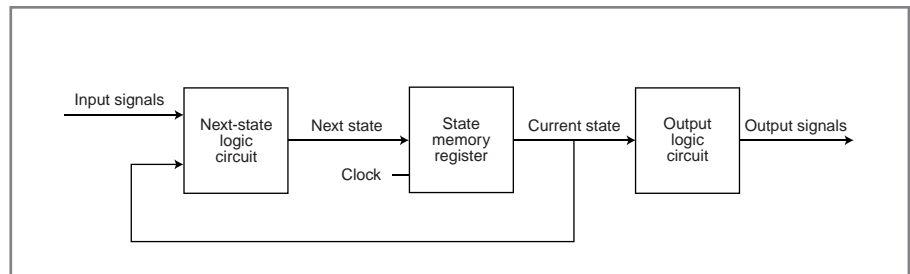 Input signals
Next-state
logic
circuit
Next state
Clock
State
memory
register
Current state
Output
logic
circuit
Output signals